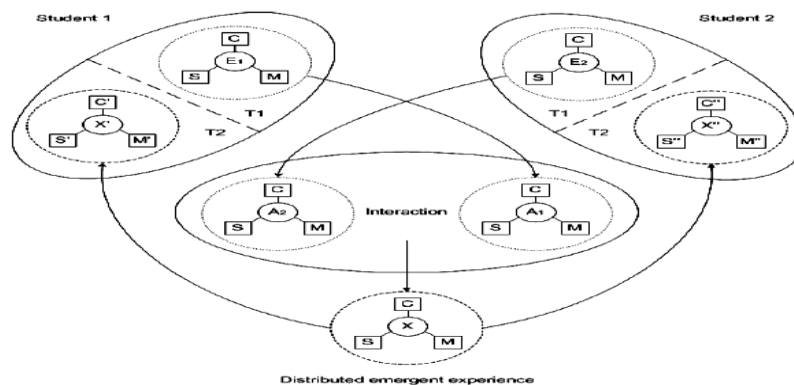 Student 1
Student 2
C
E1
S
M
T1
T2
C'
X'
S'
M'
C
E2
S
M
T1
T2
C''
X''
S''
M''
C
A2
S
M
Interaction
C
A1
S
M
C
X
S
M
Distributed emergent experience